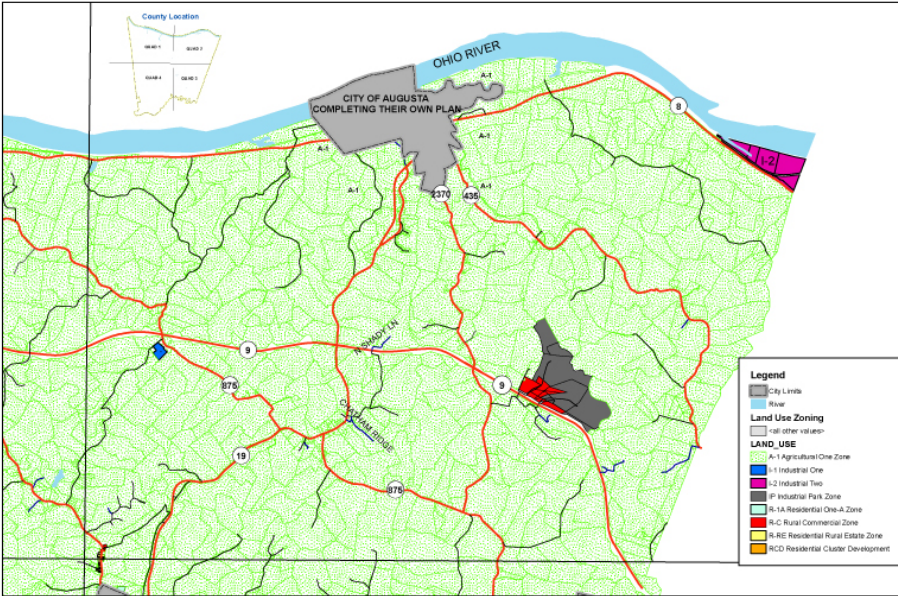 County Location
QUAD 1
QUAD 2
QUAD 4
QUAD 3
OHIO RIVER
A-1
CITY OF AUGUSTA
COMPLETING THEIR OWN PLAN
8
A-1
A-1
I-2
A-1
A-1
2370
435
N SHADY LN
9
9
875
CHATHAM RIDGE
19
875
Legend
City Limits
River
Land Use Zoning
<all other values>
LAND_USE
A-1 Agricultural One Zone
I-1 Industrial One
I-2 Industrial Two
IP Industrial Park Zone
R-1A Residential One-A Zone
R-C Rural Commercial Zone
R-RE Residential Rural Estate Zone
RCD Residential Cluster Development